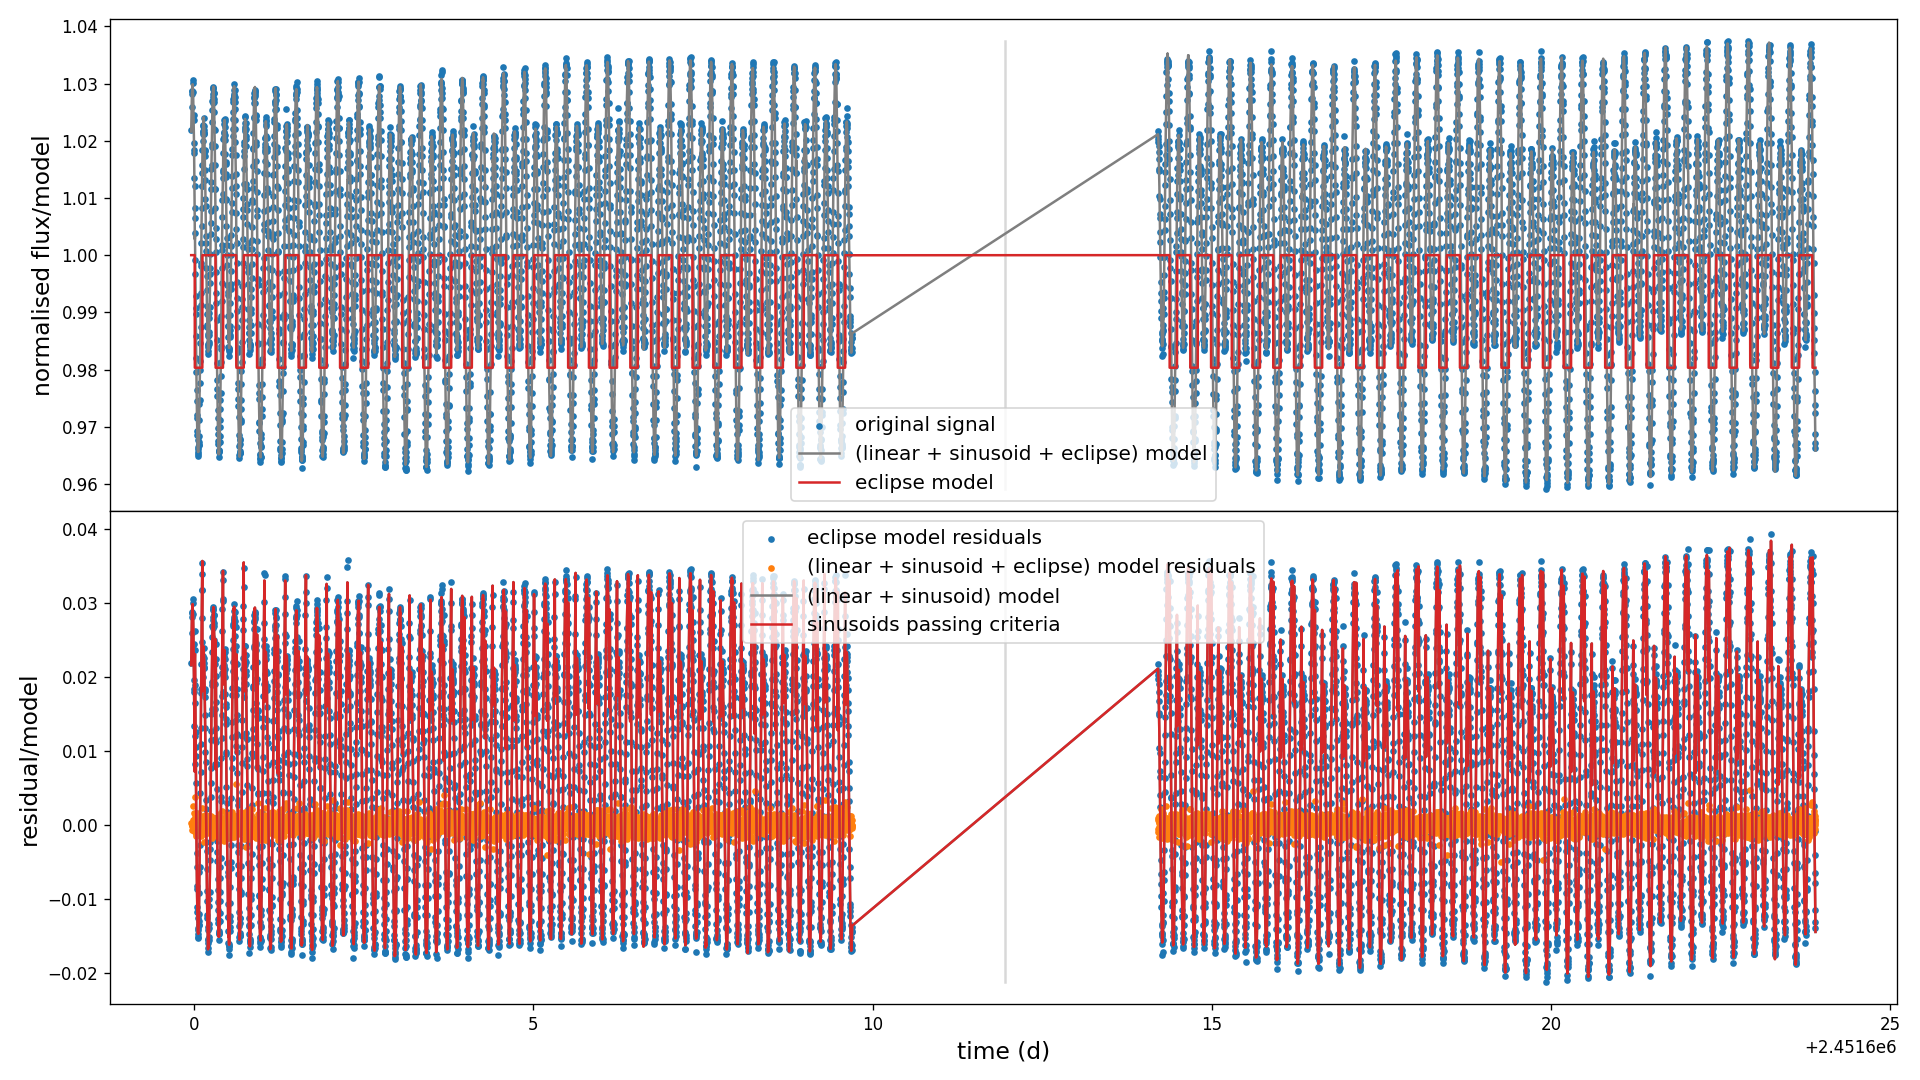 1.04
1.03
1.02
1.01
1.00
0.99
0.98
0.97
0.96
normalised flux/model
original signal
(linear + sinusoid + eclipse) model
eclipse model
0.04
0.03
0.02
0.01
0.00
−0.01
−0.02
residual/model
eclipse model residuals
(linear + sinusoid + eclipse) model residuals
(linear + sinusoid) model
sinusoids passing criteria
0 5 10 15 20 25
time (d)
+2.4516e6